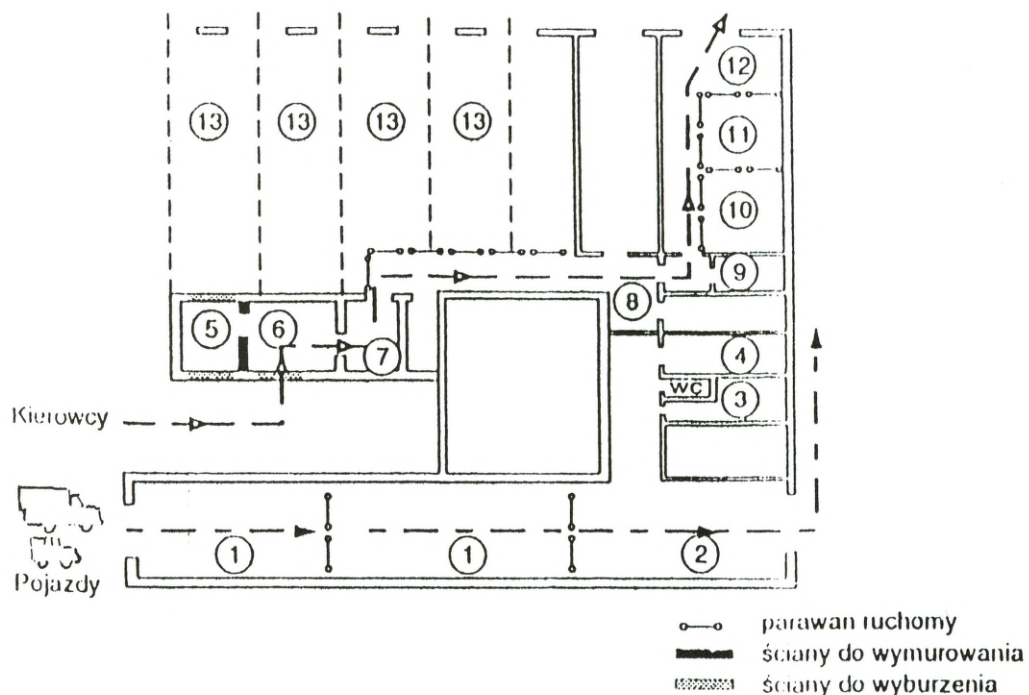 12
13 13 13 13
11
10
9
8
5 6
7
4
WC
3
Kierowcy
1 1 2
Pojazdy
parawan ruchomy
ściany do wymurowania
ściany do wyburzenia